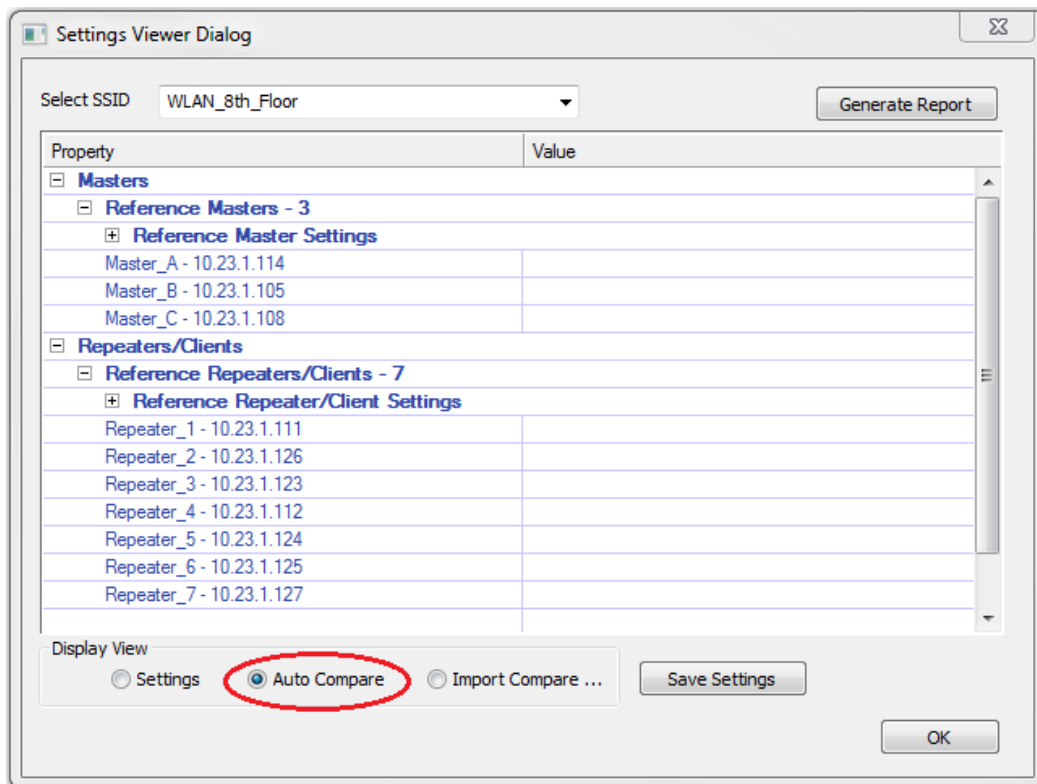 Settings Viewer Dialog
Select SSID WLAN_8th_Floor Generate Report
Property Value
Masters
Reference Masters - 3
Reference Master Settings
Master_A - 10.23.1.114
Master_B - 10.23.1.105
Master_C - 10.23.1.108
Repeaters/Clients
Reference Repeaters/Clients - 7
Reference Repeater/Client Settings
Repeater_1 - 10.23.1.111
Repeater_2 - 10.23.1.126
Repeater_3 - 10.23.1.123
Repeater_4 - 10.23.1.112
Repeater_5 - 10.23.1.124
Repeater_6 - 10.23.1.125
Repeater_7 - 10.23.1.127
Display View
Settings Auto Compare Import Compare ... Save Settings
OK